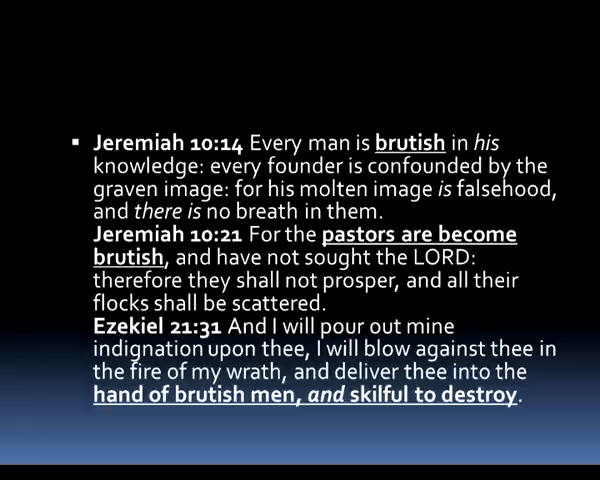 ▪ Jeremiah 10:14 Every man is brutish in his
knowledge: every founder is confounded by the
graven image: for his molten image is falsehood,
and there is no breath in them.
Jeremiah 10:21 For the pastors are become
brutish, and have not sought the LORD:
therefore they shall not prosper, and all their
flocks shall be scattered.
Ezekiel 21:31 And I will pour out mine
indignation upon thee, I will blow against thee in
the fire of my wrath, and deliver thee into the
hand of brutish men, and skilful to destroy.